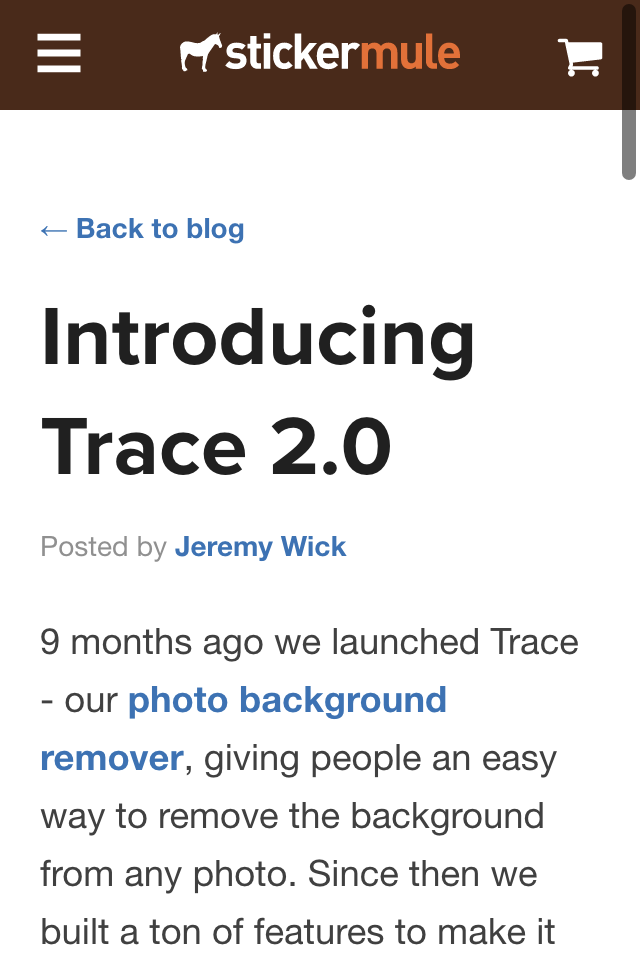 stickermule
← Back to blog
Introducing
Trace 2.0
Posted by Jeremy Wick
9 months ago we launched Trace
- our photo background
remover, giving people an easy
way to remove the background
from any photo. Since then we
built a ton of features to make it